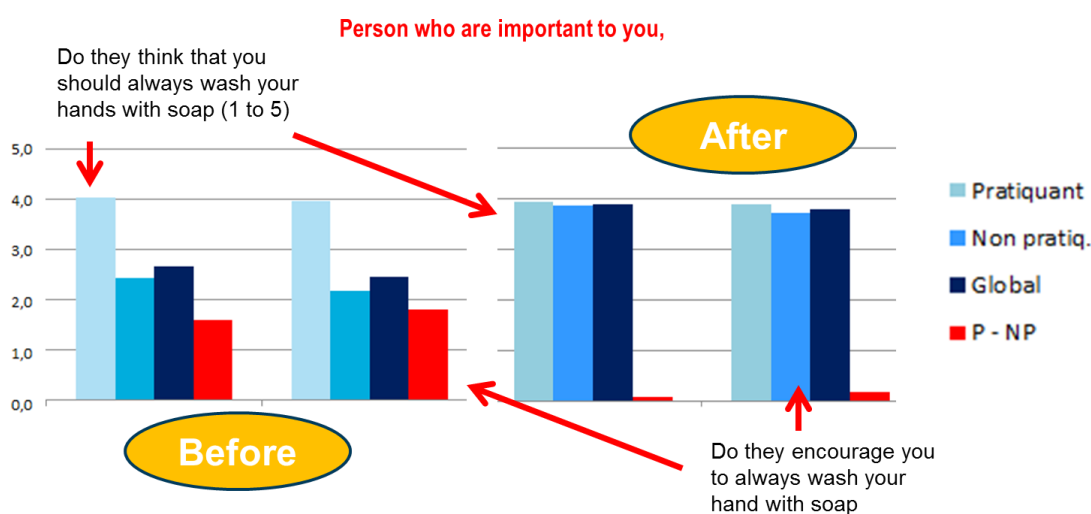 Person who are important to you,
Do they think that you
should always wash your
hands with soap (1 to 5)
After
5,0
4,0
3,0
2,0
1,0
0,0
Pratiquant
Non pratiq.
Global
P - NP
Before
Do they encourage you
to always wash your
hand with soap